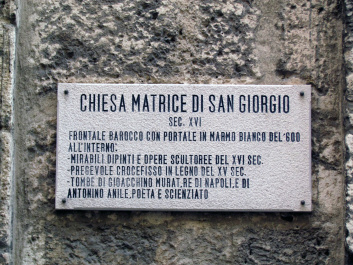 CHIESA MATRICE DI SAN GIORGIO
SEC. XVI
FRONTALE BAROCCO CON PORTALE IN MARMO BIANCO DEL'600
ALL'INTERNO:
-MIRABILI DIPINTI E OPERE SCULTOREE DEL XVI SEC.
-PREGEVOLE CROCEFISSO IN LEGNO DEL XV SEC.
-TOMBE DI GIOACCHINO MURAT,RE DI NAPOLI,E DI
ANTONINO ANILE,POETA E SCIENZIATO